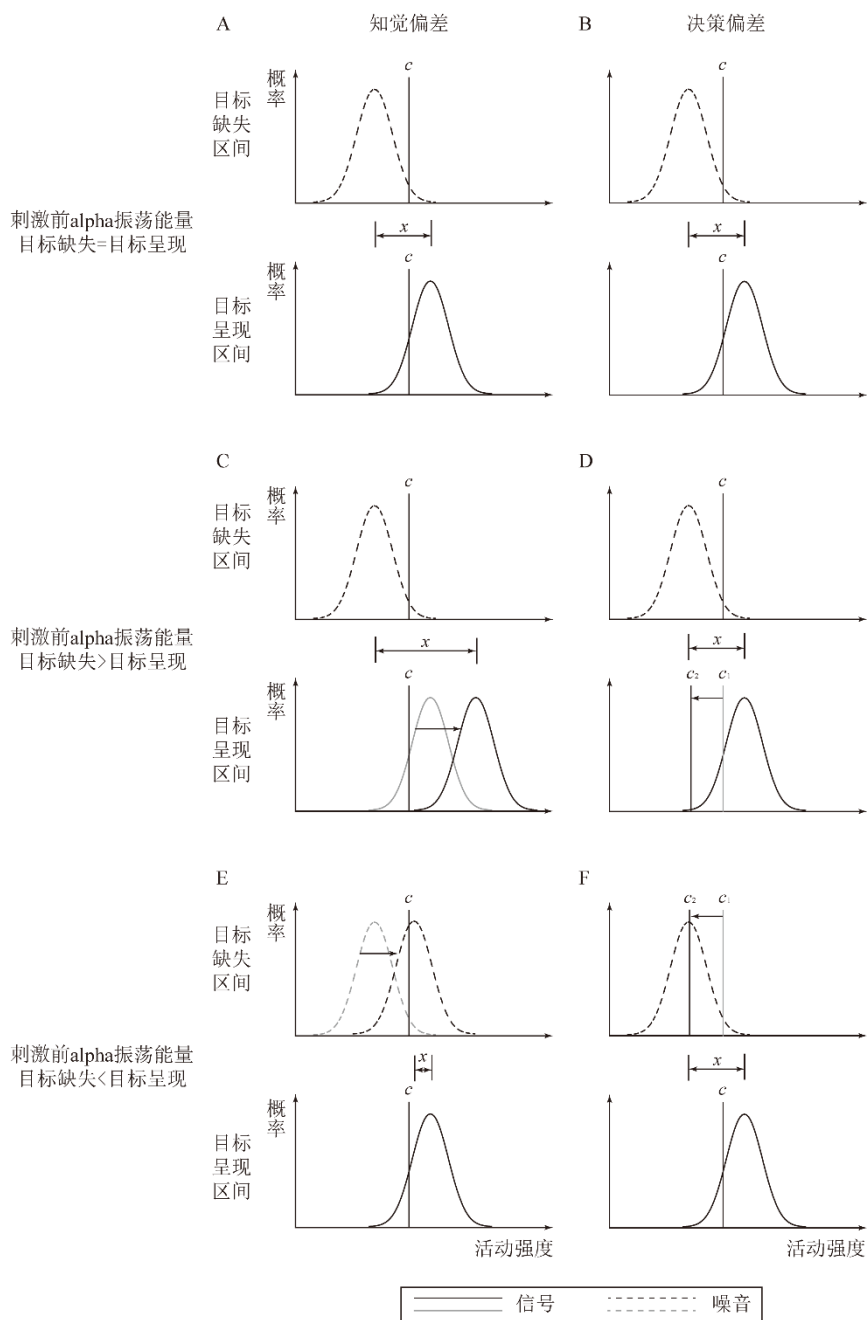 A
知觉偏差
B
决策偏差
刺激前alpha振荡能量
目标缺失=目标呈现
目标
缺失
区间
概率
c
c
x
x
目标
呈现
区间
概率
c
概率
c
C
D
刺激前alpha振荡能量
目标缺失>目标呈现
目标
缺失
区间
概率
c
c
x
x
目标
呈现
区间
概率
c
c₂
c₁
E
F
刺激前alpha振荡能量
目标缺失<目标呈现
目标
缺失
区间
概率
c
c₂
c₁
x
x
目标
呈现
区间
概率
c
c
活动强度
活动强度
信号
噪音